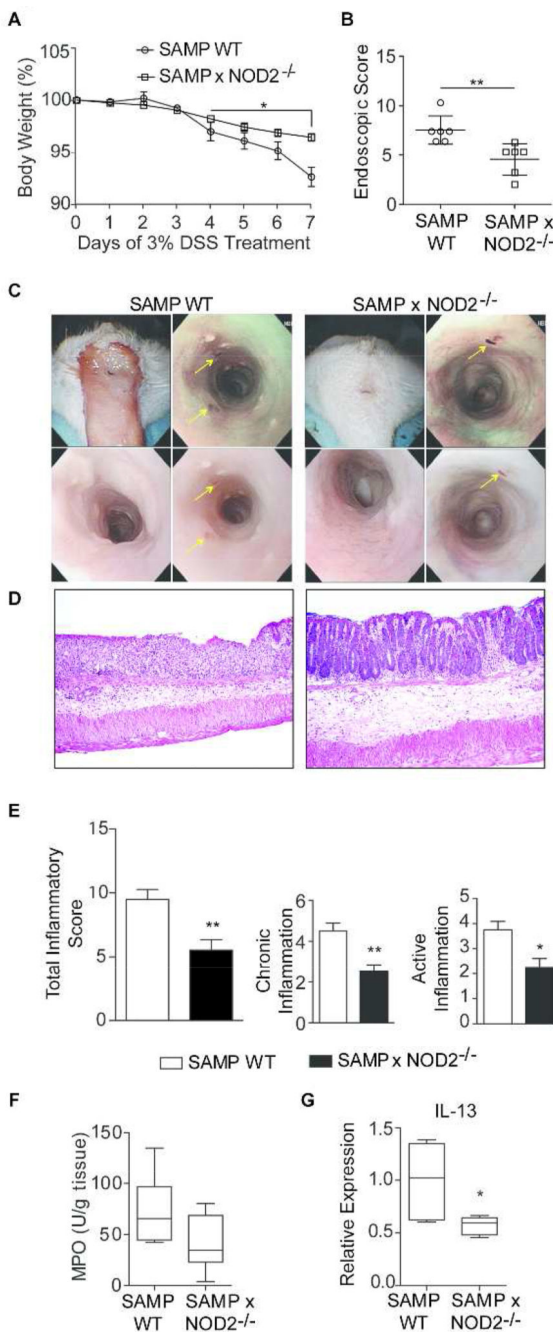 A
SAMP WT
SAMP x NOD2-/-
*
Body Weight (%)
105
100
95
90
0 1 2 3 4 5 6 7
Days of 3% DSS Treatment
B
**
Endoscopic Score
15
10
5
0
SAMP WT
SAMP x NOD2-/-
C
SAMP WT
SAMP x NOD2-/-
D
E
Total Inflammatory Score
15
10
5
0
**
Chronic Inflammation
6
4
2
0
**
Active Inflammation
5
4
3
2
1
0
*
SAMP WT
SAMP x NOD2-/-
F
MPO (U/g tissue)
150
100
50
0
SAMP WT
SAMP x NOD2-/-
G
IL-13
Relative Expression
1.5
1.0
0.5
0.0
*
SAMP WT
SAMP x NOD2-/-